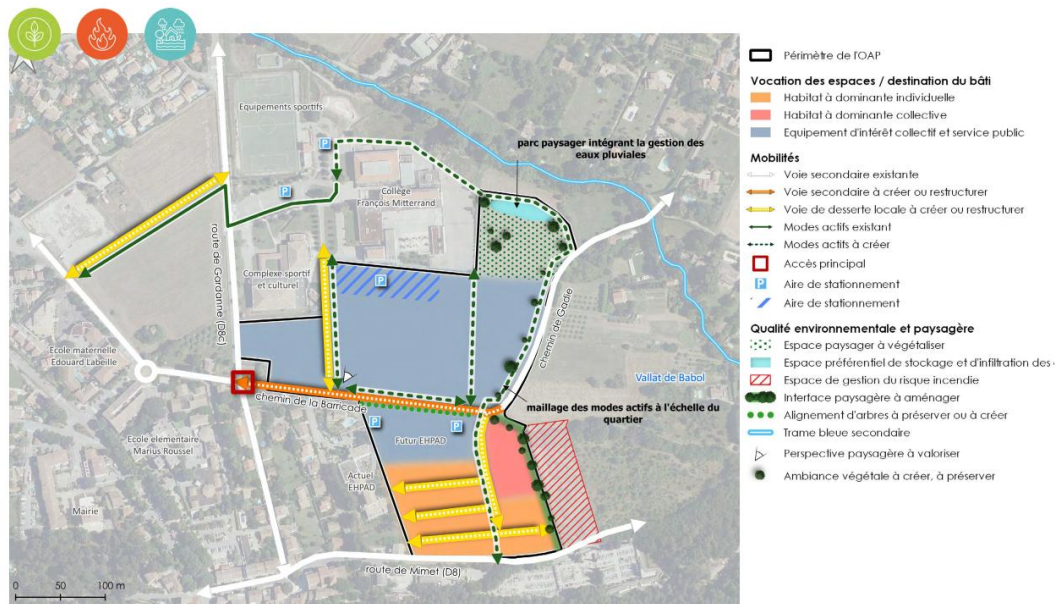 Equipements sportifs
P
parc paysager intégrant la gestion des
eaux pluviales
P
Collège
François Mitterrand
route de Gardanne (D8c)
Complexe sportif
et culturel
P
chemin de Gadie
Ecole maternelle
Edouard Labeille
Vallat de Babol
chemin de la Barricade
maillage des modes actifs à l'échelle du
quartier
P
P
Futur EHPAD
Ecole élémentaire
Marius Roussel
Actuel
EHPAD
Mairie
route de Mimet (D8)
0 50 100 m
Périmètre de l'OAP
Vocation des espaces / destination du bâti
Habitat à dominante individuelle
Habitat à dominante collective
Equipement d'intérêt collectif et service public
Mobilités
Voie secondaire existante
Voie secondaire à créer ou restructurer
Voie de desserte locale à créer ou restructurer
Modes actifs existant
Modes actifs à créer
Accès principal
P Aire de stationnement
Aire de stationnement
Qualité environnementale et paysagère
Espace paysager à végétaliser
Espace préférentiel de stockage et d'infiltration des
Espace de gestion du risque incendie
Interface paysagère à aménager
Alignement d'arbres à préserver ou à créer
Trame bleue secondaire
Perspective paysagère à valoriser
Ambiance végétale à créer, à préserver